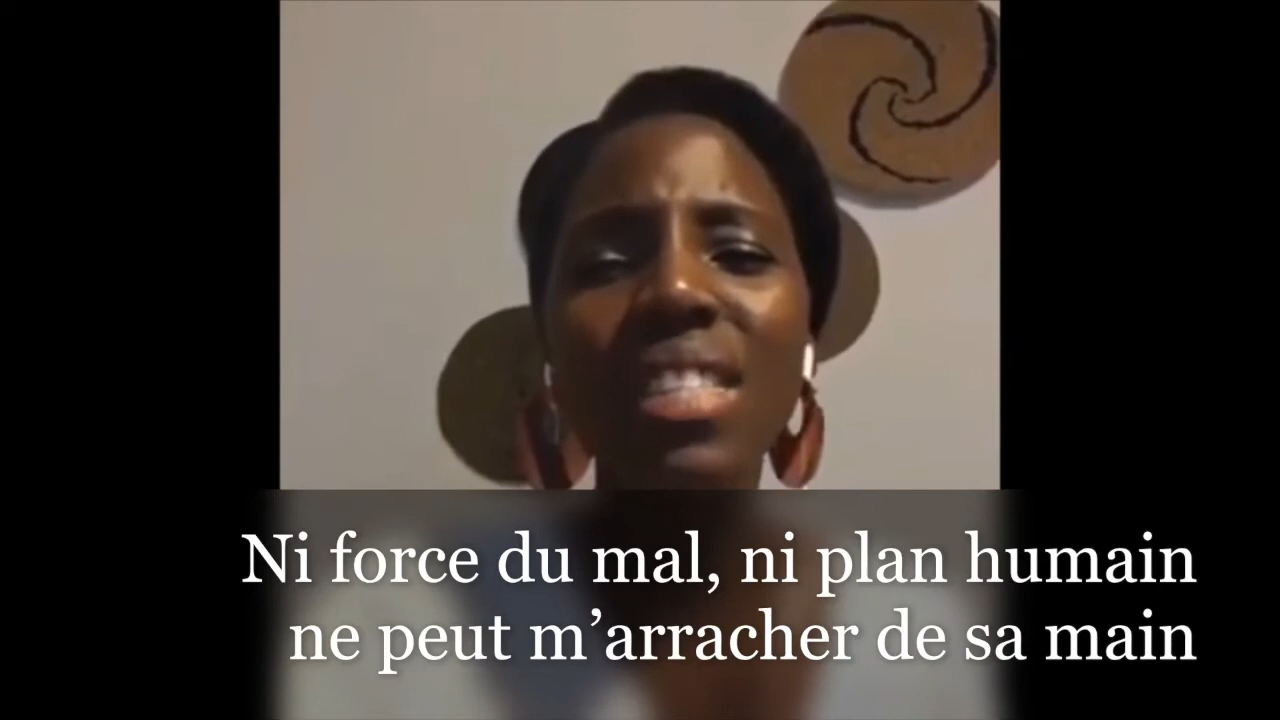 Ni force du mal, ni plan humain
ne peut m’arracher de sa main